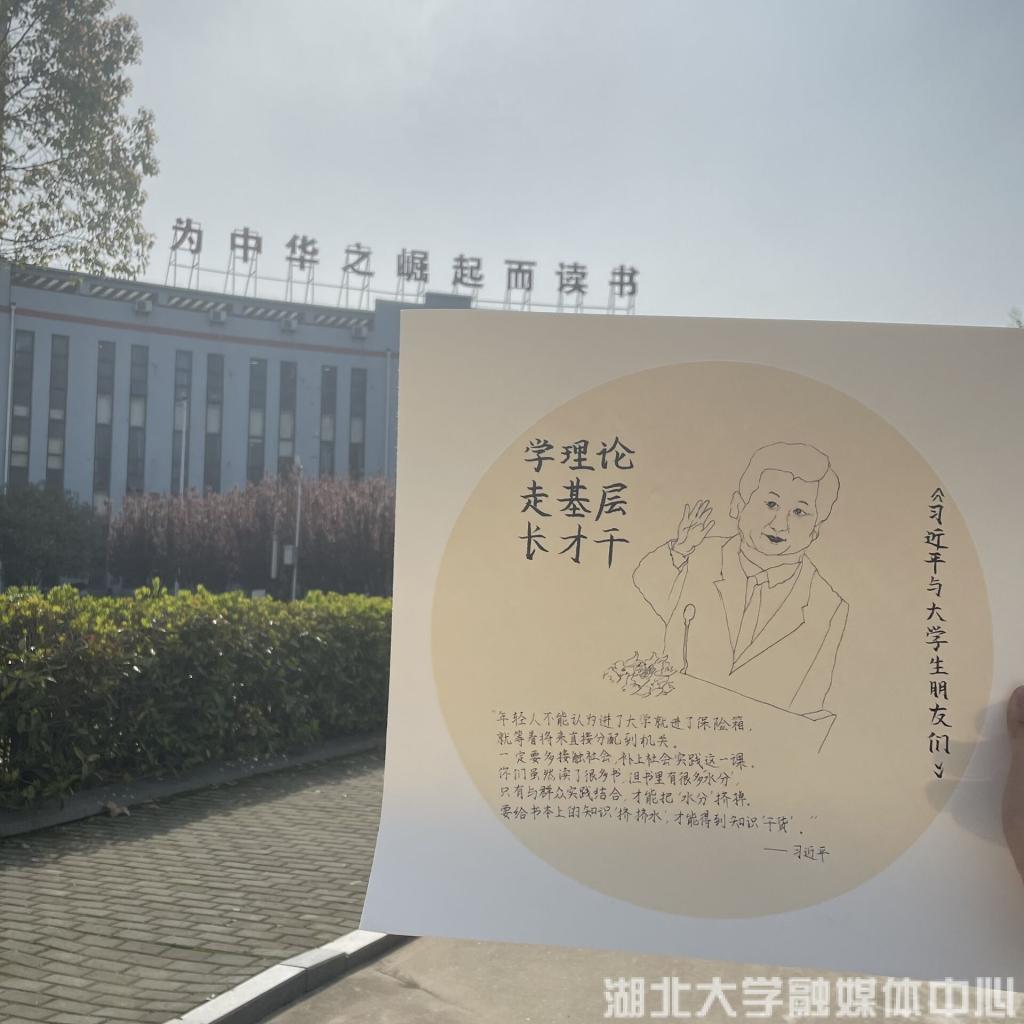 为中华之崛起而读书
学理论
走基层
长才干
《习近平与大学生朋友们》
“年轻人不能认为进了大学就进了保险箱，
就等着将来直接分配到机关。
一定要多接触社会，补上社会实践这一课。
你们虽然读了很多书，但书里有很多水分，
只有与群众实践结合，才能把‘水分’挤掉。
要给书本上的知识‘挤挤水’，才能得到知识‘干货’。”
——习近平
湖北大学融媒体中心